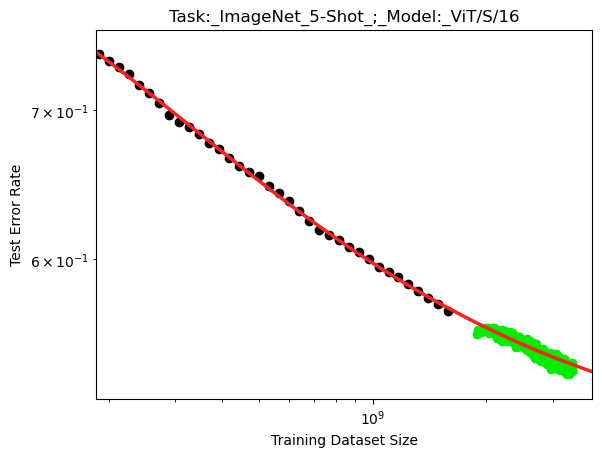 Task:_ImageNet_5-Shot_;_Model:_ViT/S/16
7 × 10⁻¹
6 × 10⁻¹
Test Error Rate
10⁹
Training Dataset Size